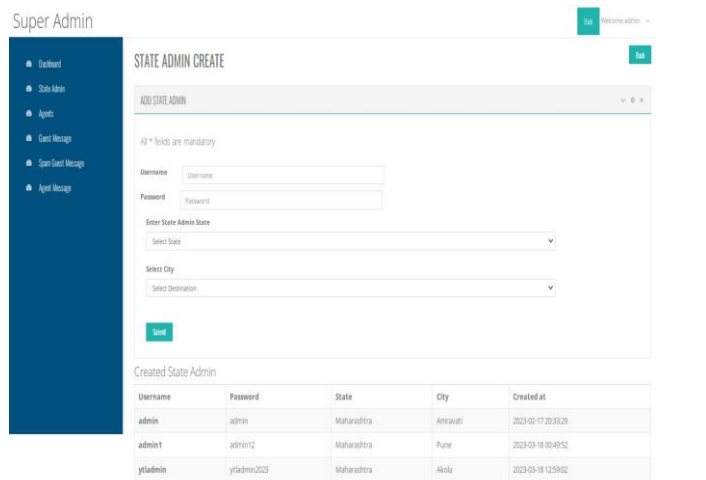 Super Admin
Back Welcome admin
Dashboard
State Admin
Agents
Guest Message
Spam Guest Message
Agent Message
STATE ADMIN CREATE
Back
ADD STATE ADMIN
All * feilds are mandatory
Username Username
Password Password
Enter State Admin State
Select State
Select City
Select Destination
Submit
Created State Admin
Username Password State City Created at
admin admin Maharashtra Amravati 2023-02-17 20:33:29
admin1 admin12 Maharashtra Pune 2023-03-18 00:49:52
ytladmin ytladmin2023 Maharashtra Akola 2023-03-18 12:59:02